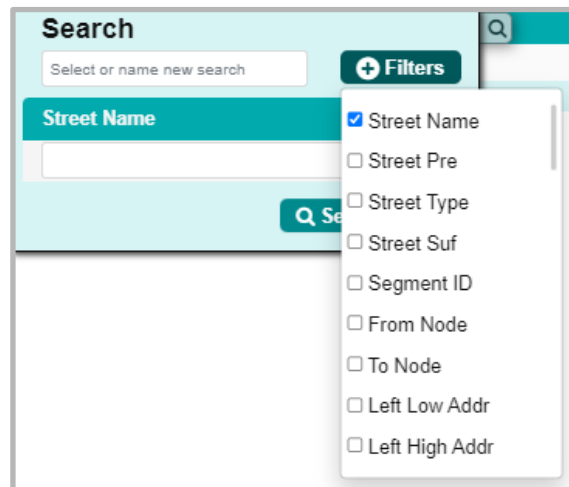 Search
Select or name new search
Filters
Street Name
Street Name
Street Pre
Street Type
Se
Street Suf
Segment ID
From Node
To Node
Left Low Addr
Left High Addr